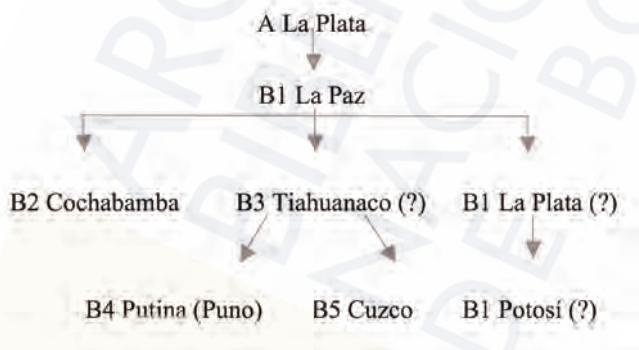 A La Plata
B1 La Paz
B2 Cochabamba B3 Tiahuanaco (?) B1 La Plata (?)
B4 Putina (Puno) B5 Cuzco B1 Potosí (?)